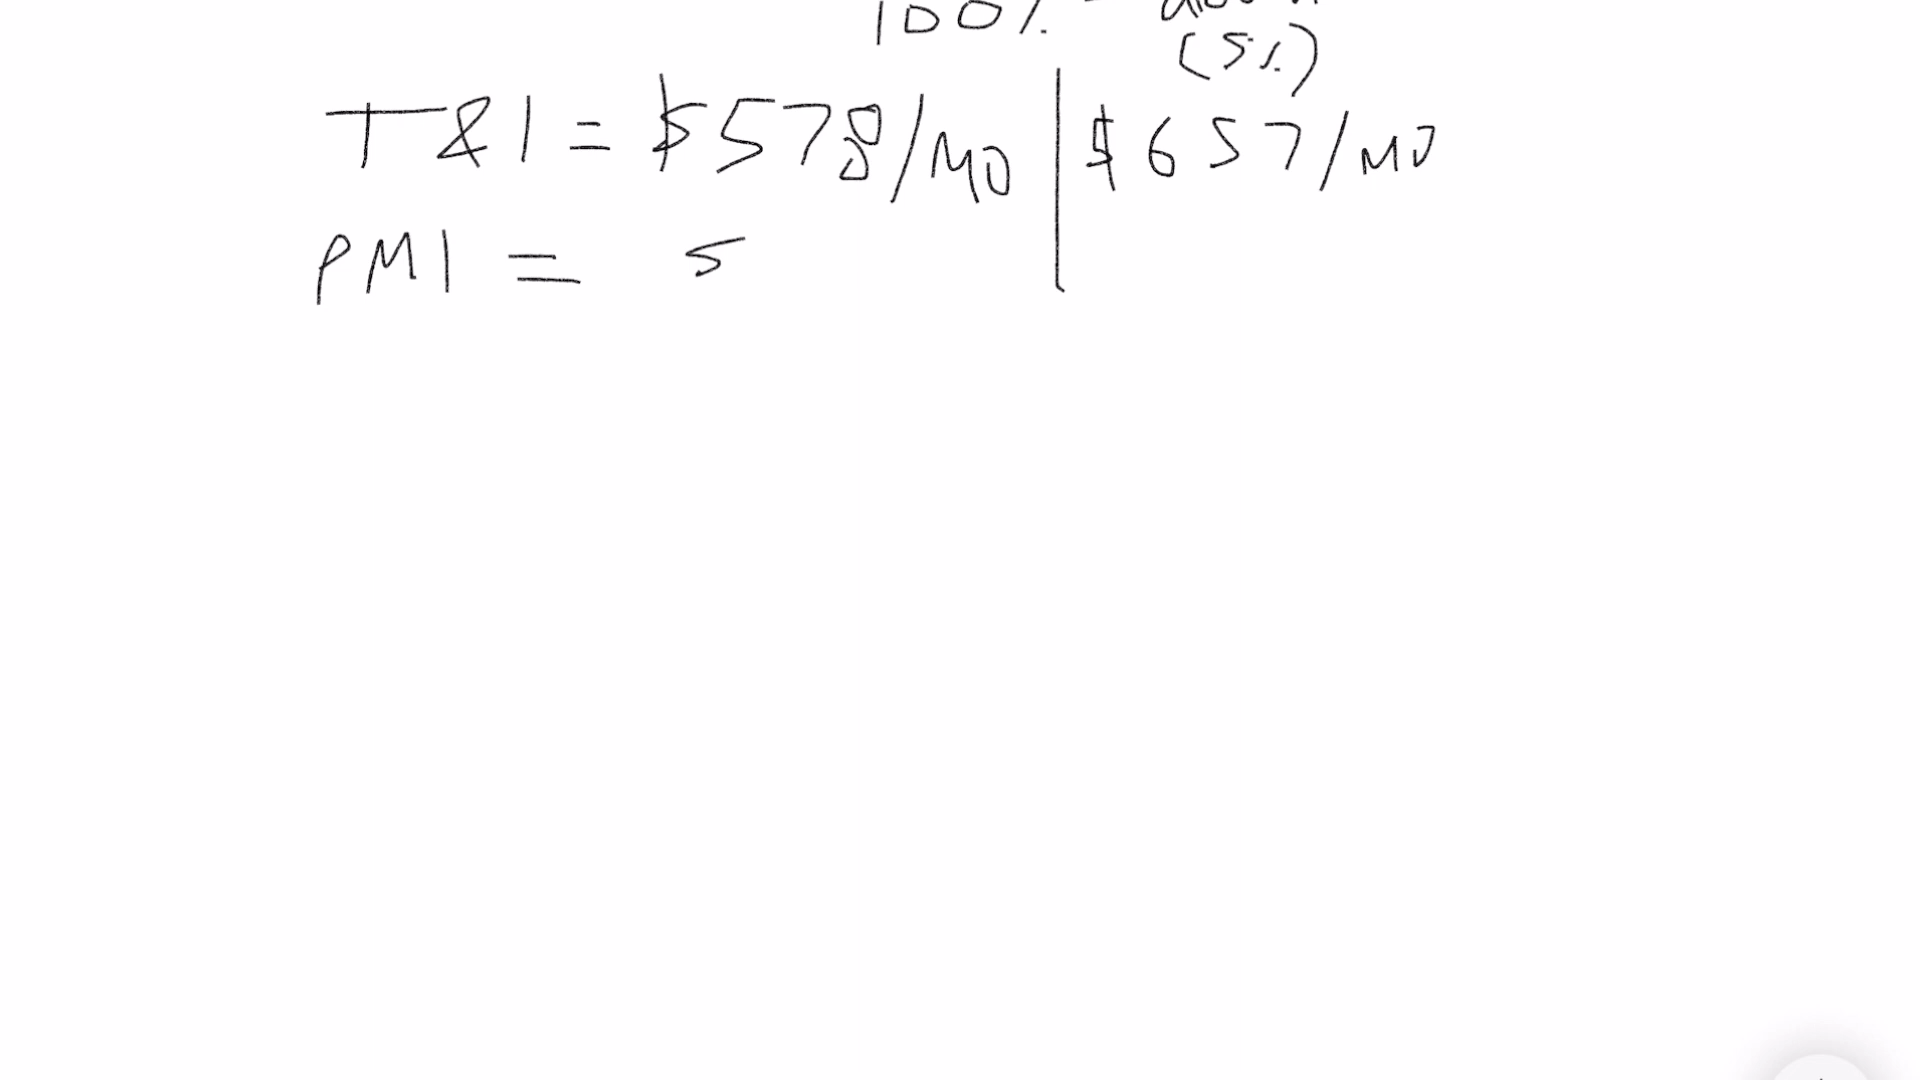 100%
(5%)
T&I = $578/MO | $657/MO
PMI = 5